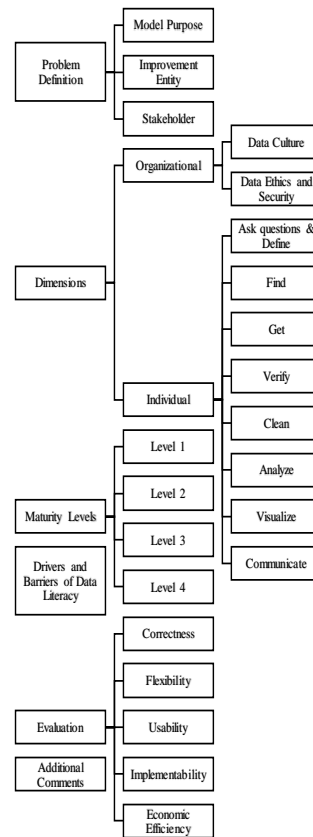 Problem
Definition
Model Purpose
Improvement
Entity
Stakeholder
Dimensions
Organizational
Data Culture
Data Ethics and
Security
Individual
Ask questions &
Define
Find
Get
Verify
Clean
Analyze
Visualize
Communicate
Maturity Levels
Level 1
Level 2
Level 3
Level 4
Drivers and
Barriers of Data
Literacy
Evaluation
Correctness
Flexibility
Usability
Implementability
Economic
Efficiency
Additional
Comments